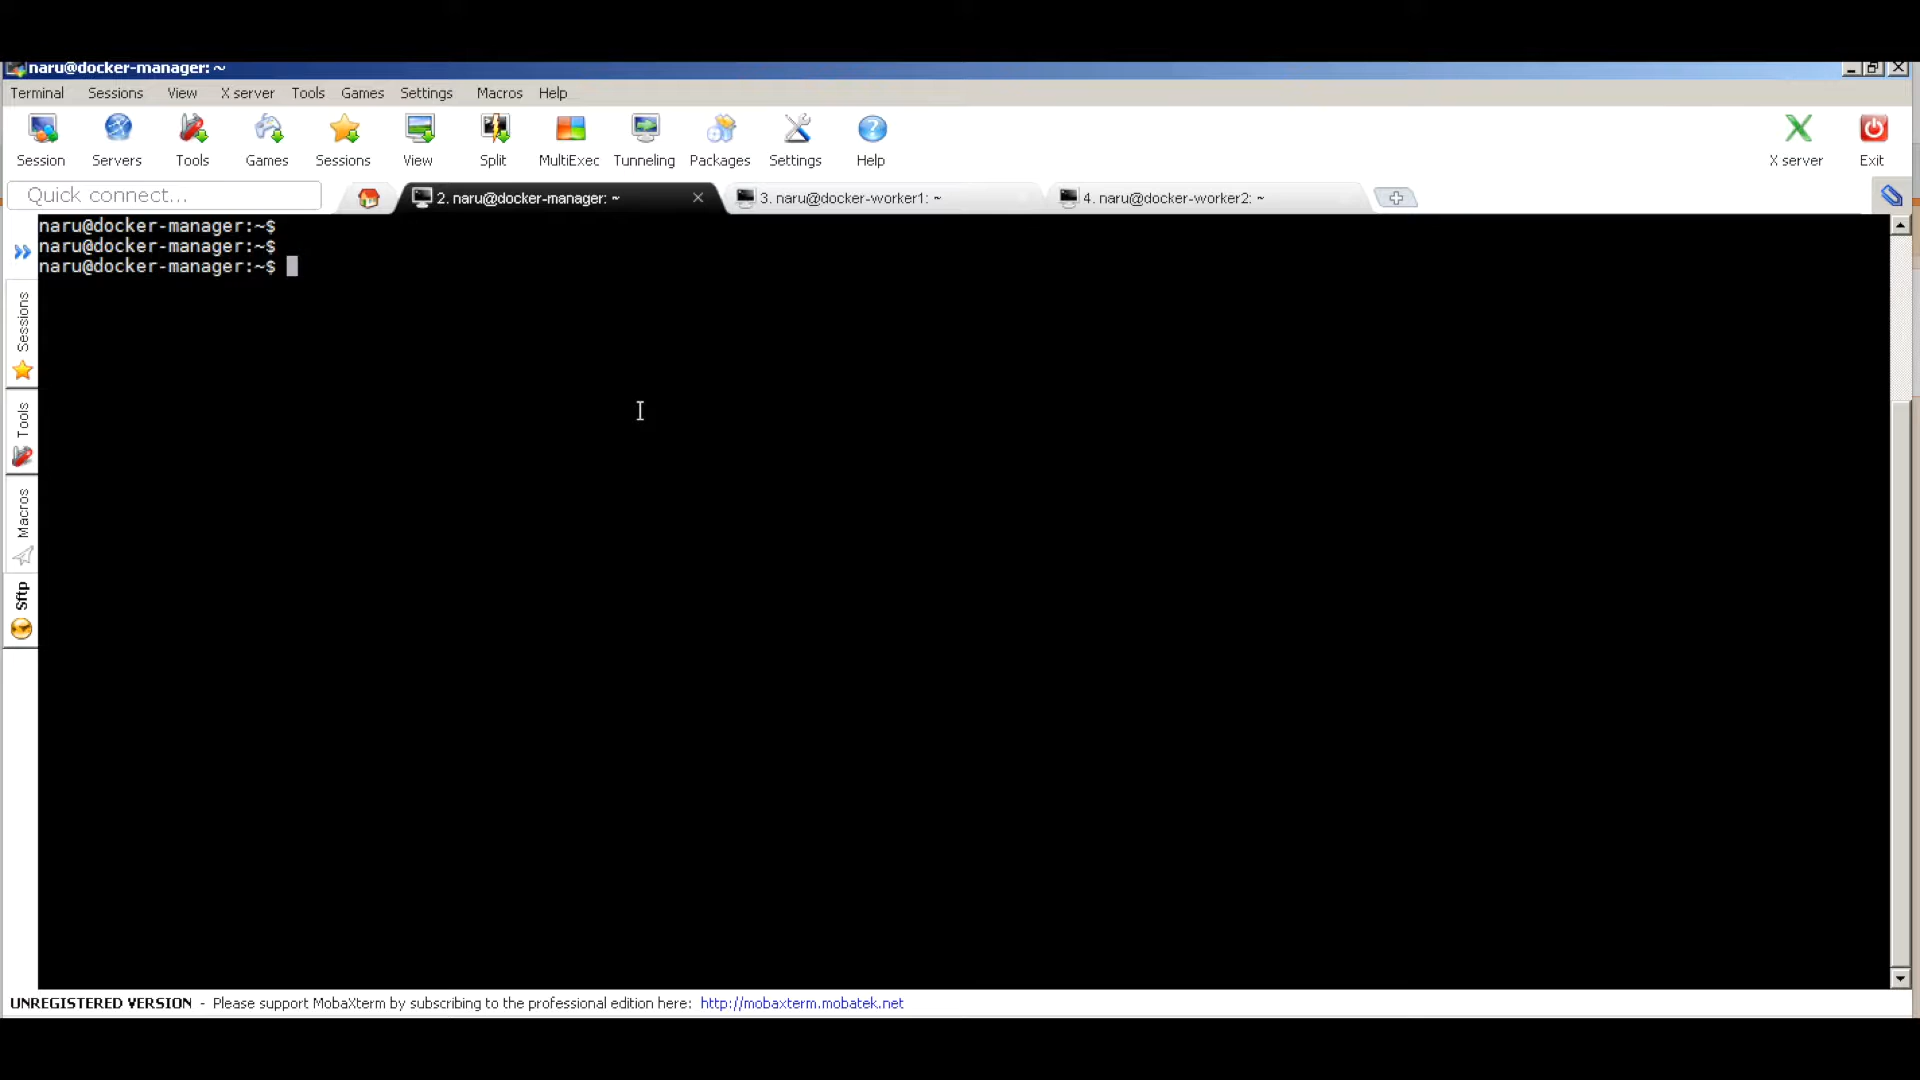 naru@docker-manager: ~
Terminal Sessions View X server Tools Games Settings Macros Help
Session Servers Tools Games Sessions View Split MultiExec Tunneling Packages Settings Help X server Exit
Quick connect... 2. naru@docker-manager: ~ 3. naru@docker-worker1: ~ 4. naru@docker-worker2: ~
naru@docker-manager:~$
naru@docker-manager:~$
naru@docker-manager:~$
Sessions
Tools
Macros
Sftp
UNREGISTERED VERSION - Please support MobaXterm by subscribing to the professional edition here: http://mobaxterm.mobatek.net